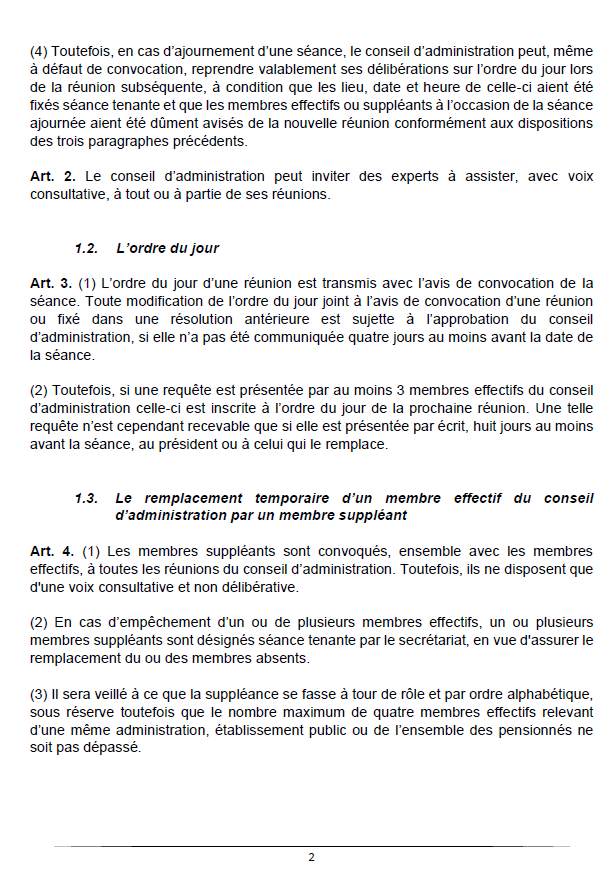 (4) Toutefois, en cas d’ajournement d’une séance, le conseil d’administration peut, même
à défaut de convocation, reprendre valablement ses délibérations sur l’ordre du jour lors
de la réunion subséquente, à condition que les lieu, date et heure de celle-ci aient été
fixés séance tenante et que les membres effectifs ou suppléants à l’occasion de la séance
ajournée aient été dûment avisés de la nouvelle réunion conformément aux dispositions
des trois paragraphes précédents.
Art. 2. Le conseil d’administration peut inviter des experts à assister, avec voix
consultative, à tout ou à partie de ses réunions.
1.2. L’ordre du jour
Art. 3. (1) L’ordre du jour d’une réunion est transmis avec l’avis de convocation de la
séance. Toute modification de l’ordre du jour joint à l’avis de convocation d’une réunion
ou fixé dans une résolution antérieure est sujette à l’approbation du conseil
d’administration, si elle n’a pas été communiquée quatre jours au moins avant la date de
la séance.
(2) Toutefois, si une requête est présentée par au moins 3 membres effectifs du conseil
d’administration celle-ci est inscrite à l’ordre du jour de la prochaine réunion. Une telle
requête n’est cependant recevable que si elle est présentée par écrit, huit jours au moins
avant la séance, au président ou à celui qui le remplace.
1.3. Le remplacement temporaire d’un membre effectif du conseil
d’administration par un membre suppléant
Art. 4. (1) Les membres suppléants sont convoqués, ensemble avec les membres
effectifs, à toutes les réunions du conseil d’administration. Toutefois, ils ne disposent que
d'une voix consultative et non délibérative.
(2) En cas d’empêchement d’un ou de plusieurs membres effectifs, un ou plusieurs
membres suppléants sont désignés séance tenante par le secrétariat, en vue d'assurer le
remplacement du ou des membres absents.
(3) Il sera veillé à ce que la suppléance se fasse à tour de rôle et par ordre alphabétique,
sous réserve toutefois que le nombre maximum de quatre membres effectifs relevant
d’une même administration, établissement public ou de l’ensemble des pensionnés ne
soit pas dépassé.
2